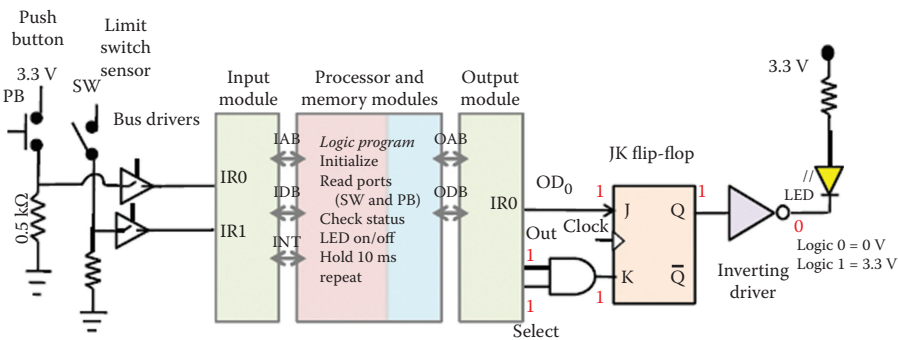 Push
button
3.3 V
PB
Limit
switch
sensor
SW
Bus drivers
0.5 kΩ
Input
module
IR0
IR1
IAB
IDB
INT
Processor and
memory modules
Logic program
Initialize
Read ports
(SW and PB)
Check status
LED on/off
Hold 10 ms
repeat
OAB
ODB
Output
module
IR0
OD0
Out
1
1
Select
1
1
Clock
JK flip-flop
J
Q
K
Q̅
1
Inverting
driver
0
3.3 V
//
LED
Logic 0 = 0 V
Logic 1 = 3.3 V